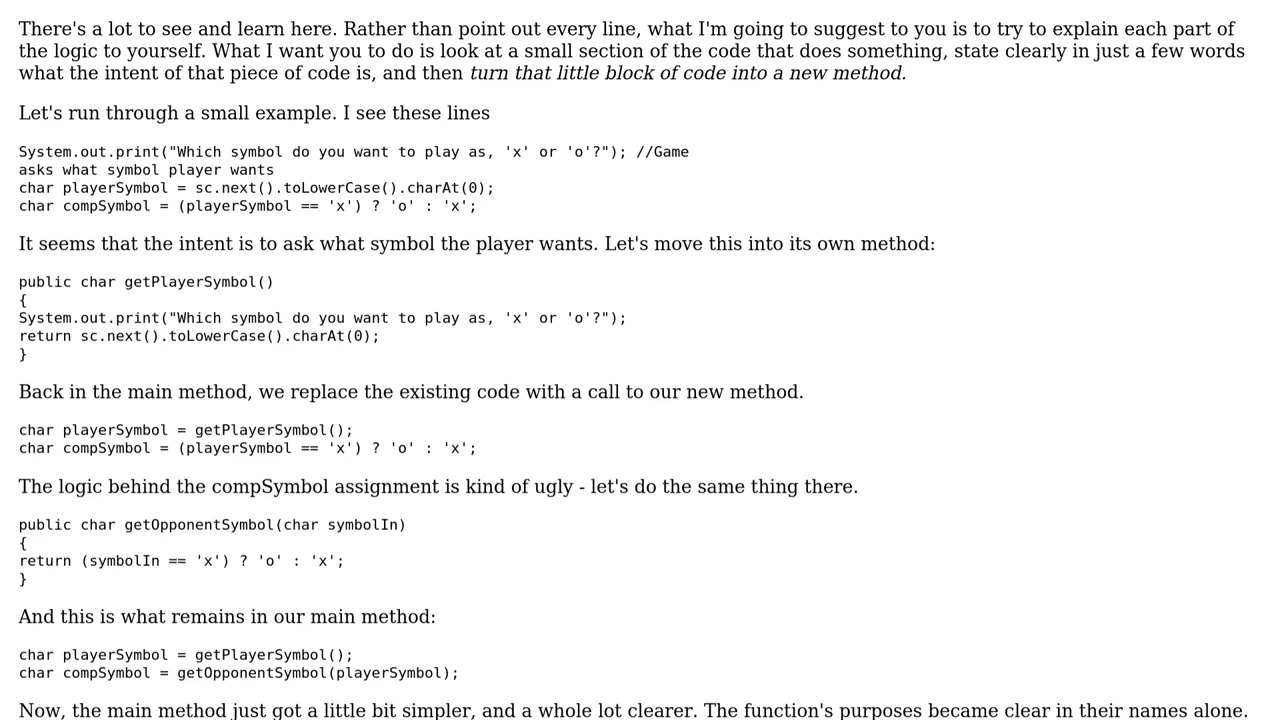 There's a lot to see and learn here. Rather than point out every line, what I'm going to suggest to you is to try to explain each part of
the logic to yourself. What I want you to do is look at a small section of the code that does something, state clearly in just a few words
what the intent of that piece of code is, and then turn that little block of code into a new method.
Let's run through a small example. I see these lines
System.out.print("Which symbol do you want to play as, 'x' or 'o'?"); //Game
asks what symbol player wants
char playerSymbol = sc.next().toLowerCase().charAt(0);
char compSymbol = (playerSymbol == 'x') ? 'o' : 'x';
It seems that the intent is to ask what symbol the player wants. Let's move this into its own method:
public char getPlayerSymbol()
{
System.out.print("Which symbol do you want to play as, 'x' or 'o'?");
return sc.next().toLowerCase().charAt(0);
}
Back in the main method, we replace the existing code with a call to our new method.
char playerSymbol = getPlayerSymbol();
char compSymbol = (playerSymbol == 'x') ? 'o' : 'x';
The logic behind the compSymbol assignment is kind of ugly - let's do the same thing there.
public char getOpponentSymbol(char symbolIn)
{
return (symbolIn == 'x') ? 'o' : 'x';
}
And this is what remains in our main method:
char playerSymbol = getPlayerSymbol();
char compSymbol = getOpponentSymbol(playerSymbol);
Now, the main method just got a little bit simpler, and a whole lot clearer. The function's purposes became clear in their names alone.